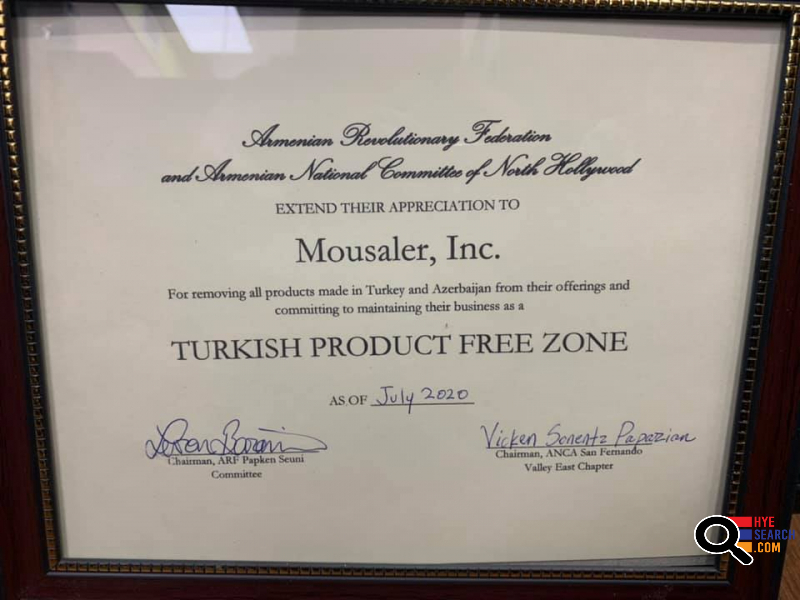 Armenian Revolutionary Federation
and Armenian National Committee of North Hollywood
EXTEND THEIR APPRECIATION TO
Mousaler, Inc.
For removing all products made in Turkey and Azerbaijan from their offerings and
committing to maintaining their business as a
TURKISH PRODUCT FREE ZONE
AS OF July 2020
Vicken Sonentz Papazian
Chairman, ARF Papken Seuni
Committee
Chairman, ANCA San Fernando
Valley East Chapter
HYE
SEARCH
.COM